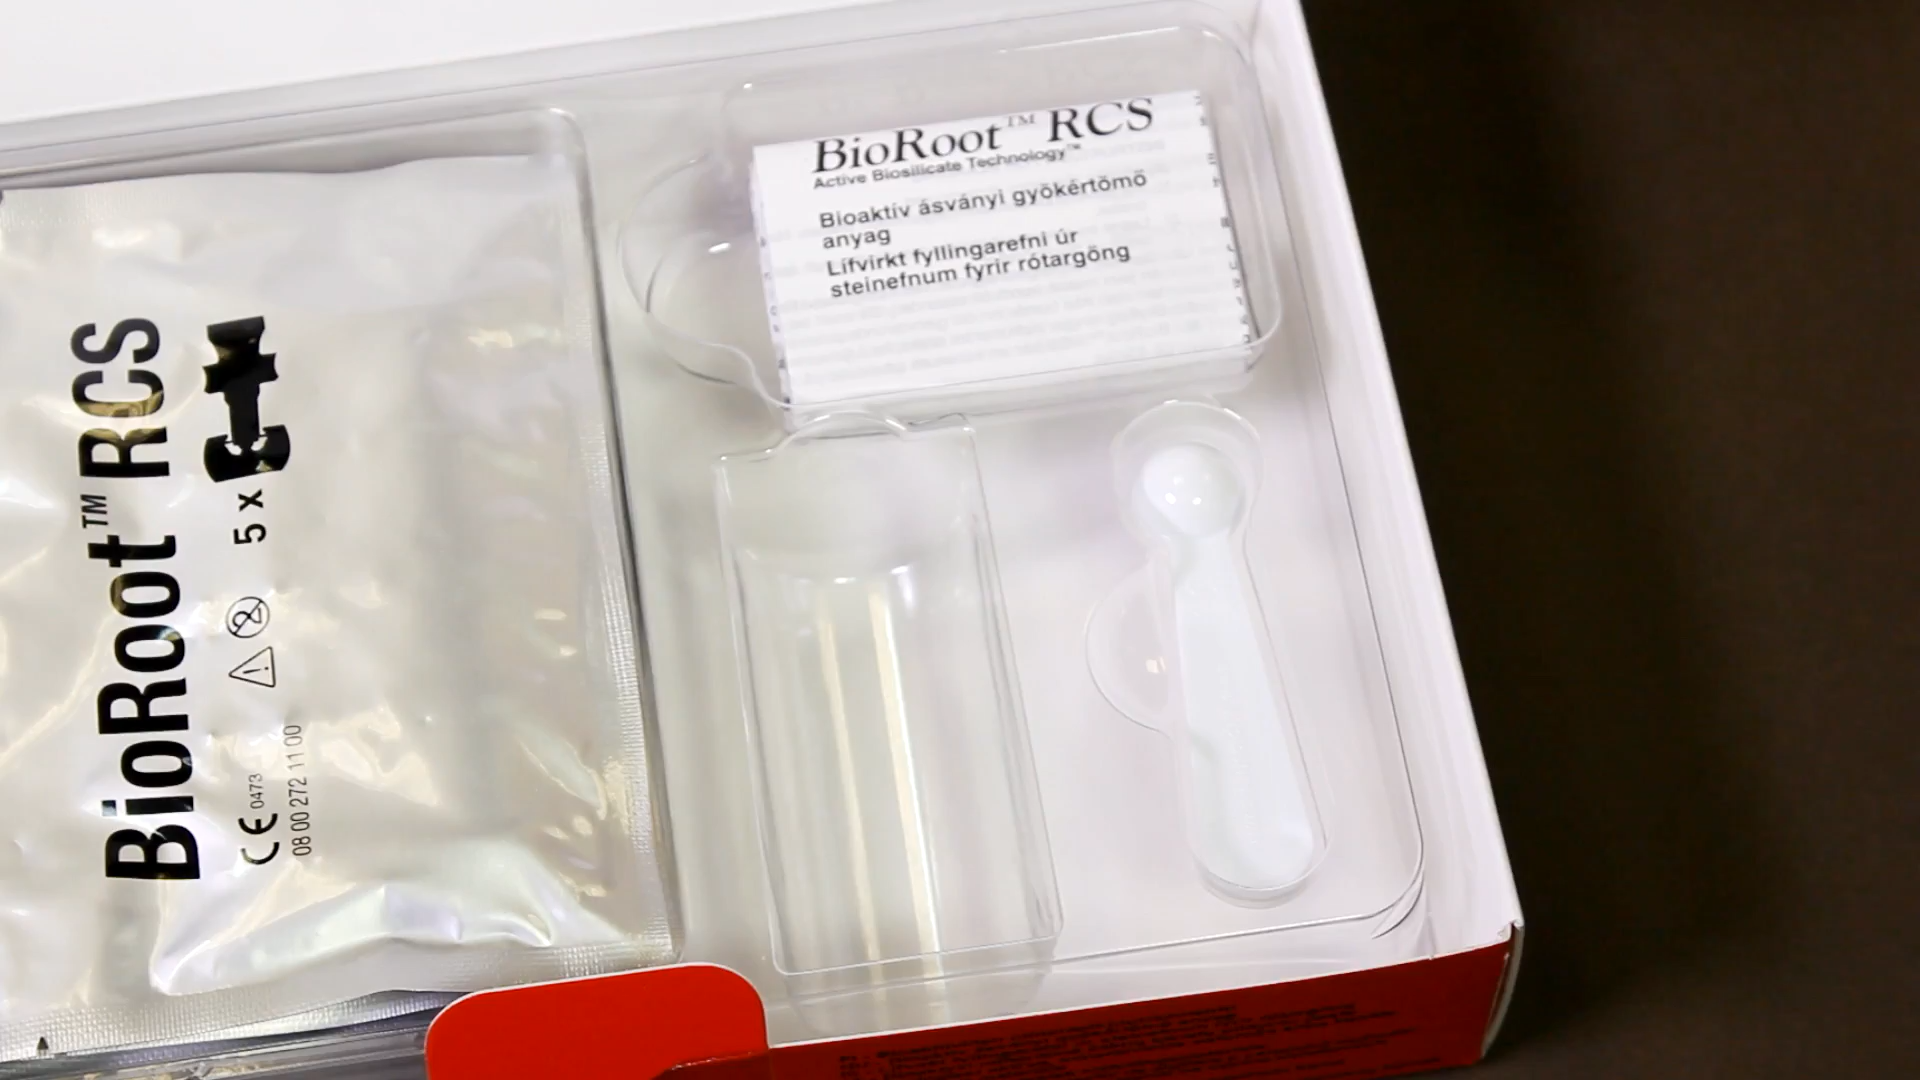 BioRoot™ RCS
5 x
CE 0473
08 00 272 11 00
BioRoot™ RCS
Active Biosilicate Technology™
Bioaktív ásványi gyökértömő
anyag
Lífvirkt fyllingarefni úr
steinefnum fyrir rótargöng